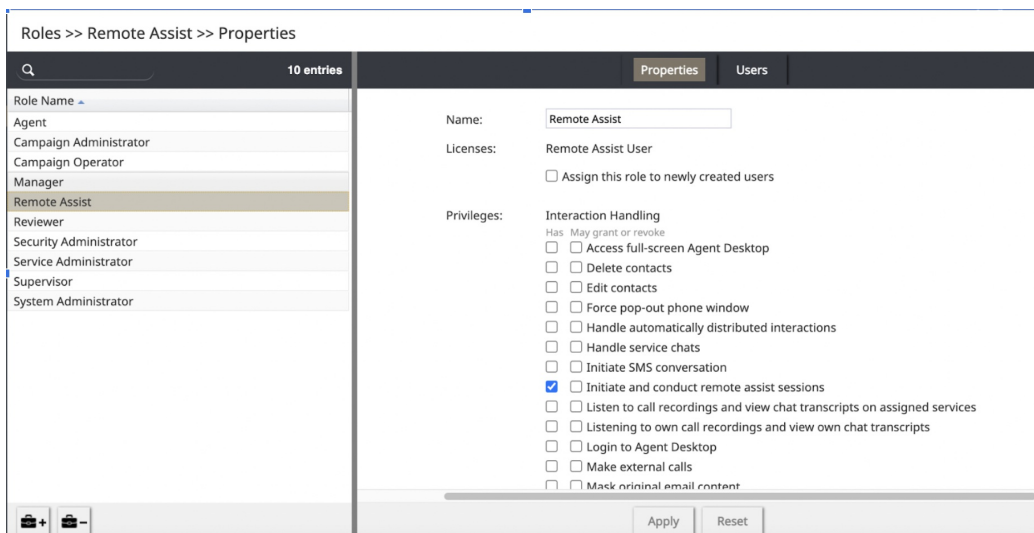 Roles >> Remote Assist >> Properties
10 entries
Properties
Users
Role Name
Agent
Campaign Administrator
Campaign Operator
Manager
Remote Assist
Reviewer
Security Administrator
Service Administrator
Supervisor
System Administrator
Name: Remote Assist
Licenses: Remote Assist User
Assign this role to newly created users
Privileges: Interaction Handling
Has May grant or revoke
Access full-screen Agent Desktop
Delete contacts
Edit contacts
Force pop-out phone window
Handle automatically distributed interactions
Handle service chats
Initiate SMS conversation
Initiate and conduct remote assist sessions
Listen to call recordings and view chat transcripts on assigned services
Listening to own call recordings and view own chat transcripts
Login to Agent Desktop
Make external calls
Mask original email content
Apply
Reset